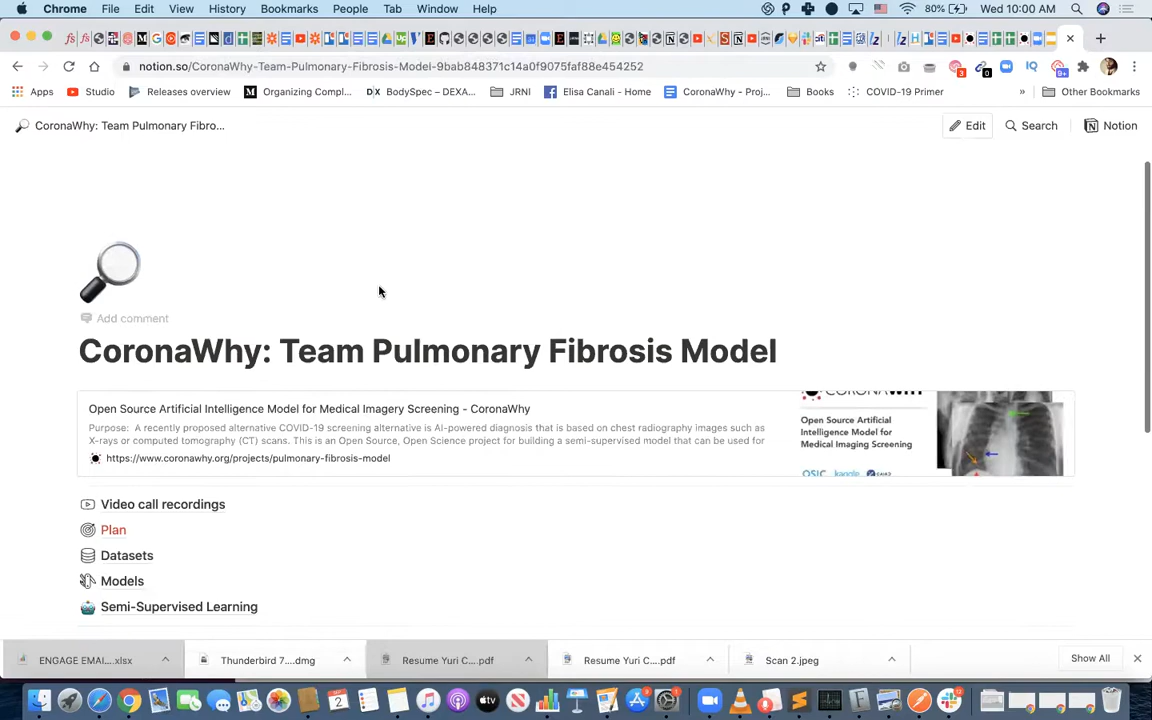 Chrome File Edit View History Bookmarks People Tab Window Help 80% Wed 10:00 AM
notion.so/CoronaWhy-Team-Pulmonary-Fibrosis-Model-9bab848371c14a0f9075faf88e454252
Apps Studio Releases overview Organizing Compl... BodySpec – DEXA... JRNI Elisa Canali - Home CoronaWhy - Proj... Books COVID-19 Primer » Other Bookmarks
CoronaWhy: Team Pulmonary Fibro... Edit Search Notion
Add comment
CoronaWhy: Team Pulmonary Fibrosis Model
Open Source Artificial Intelligence Model for Medical Imagery Screening - CoronaWhy
Purpose: A recently proposed alternative COVID-19 screening alternative is AI-powered diagnosis that is based on chest radiography images such as
X-rays or computed tomography (CT) scans. This is an Open Source, Open Science project for building a semi-supervised model that can be used for
https://www.coronawhy.org/projects/pulmonary-fibrosis-model
Open Source Artificial
Intelligence Model for
Medical Imaging Screening
OSIC kaggle
Video call recordings
Plan
Datasets
Models
Semi-Supervised Learning
ENGAGE EMAI....xlsx Thunderbird 7....dmg Resume Yuri C....pdf Resume Yuri C....pdf Scan 2.jpeg Show All